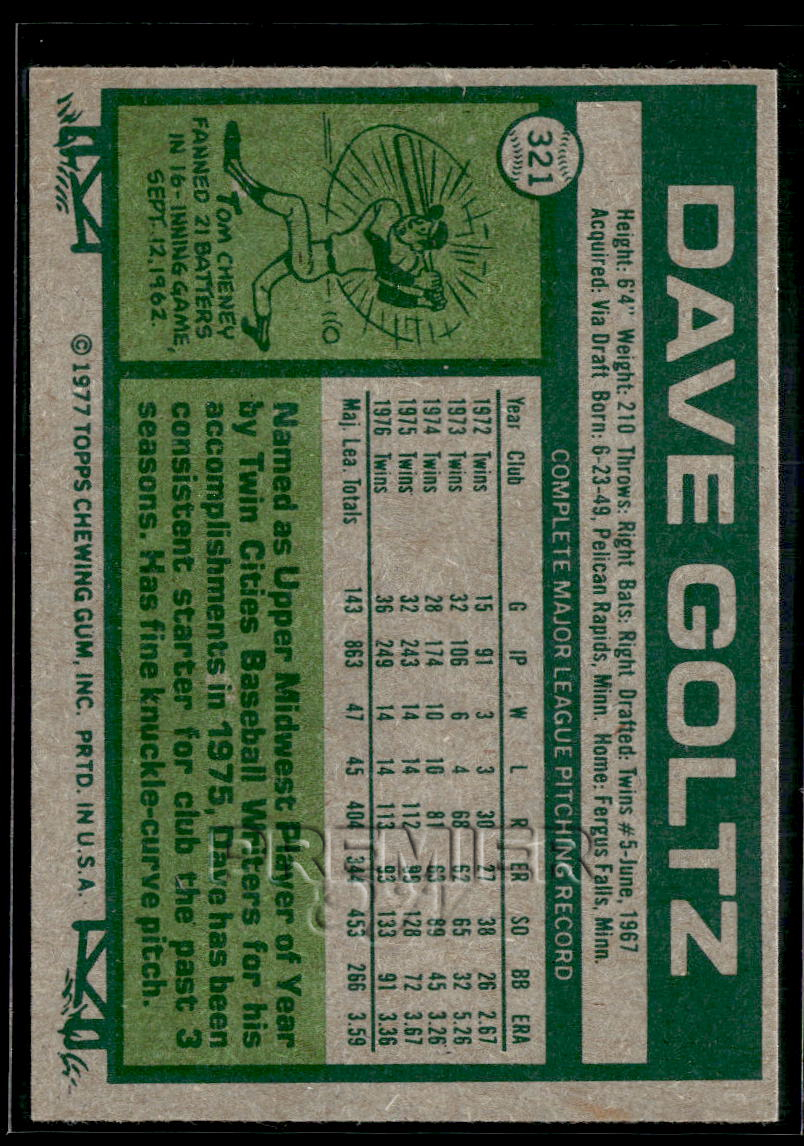 321
DAVE GOLTZ
Height: 6'4" Weight: 210 Throws: Right Bats: Right Drafted: Twins #5-June, 1967
Acquired: Via Draft Born: 6-23-49, Pelican Rapids, Minn. Home: Fergus Falls, Minn.
COMPLETE MAJOR LEAGUE PITCHING RECORD
Year Club G IP W L R ER SO BB ERA
1972 Twins 15 91 3 3 30 27 38 26 2.67
1973 Twins 32 106 6 4 68 62 65 32 5.26
1974 Twins 28 174 10 10 81 63 89 45 3.26
1975 Twins 32 243 14 14 112 99 128 72 3.67
1976 Twins 36 249 14 14 113 93 133 91 3.36
Maj. Lea. Totals 143 863 47 45 404 344 453 266 3.59
TOM CHENEY
FANNED 21 BATTERS
IN 16-INNING GAME,
SEPT. 12, 1962.
Named as Upper Midwest Player of Year
by Twin Cities Baseball Writers for his
accomplishments in 1975, Dave has been
consistent starter for club the past 3
seasons. Has fine knuckle-curve pitch.
© 1977 TOPPS CHEWING GUM, INC. PRTD. IN U.S.A.
PREMIER